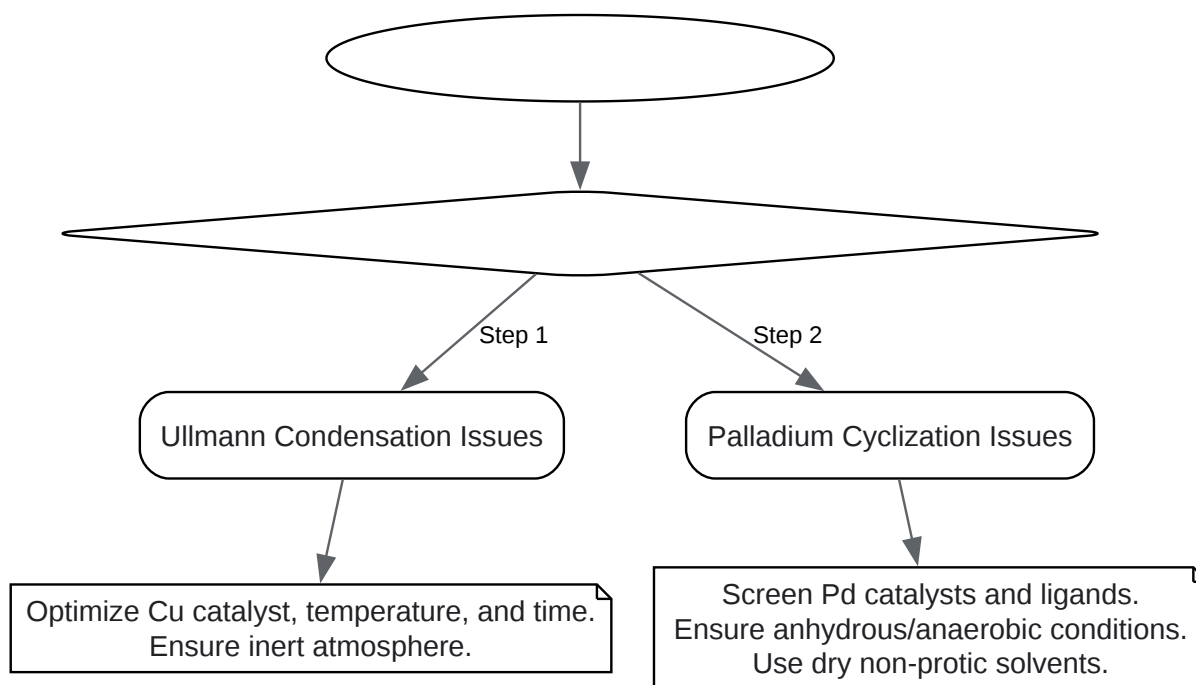 Step 1
Step 2
Ullmann Condensation Issues
Palladium Cyclization Issues
Optimize Cu catalyst, temperature, and time.
Ensure inert atmosphere.
Screen Pd catalysts and ligands.
Ensure anhydrous/anaerobic conditions.
Use dry non-protic solvents.